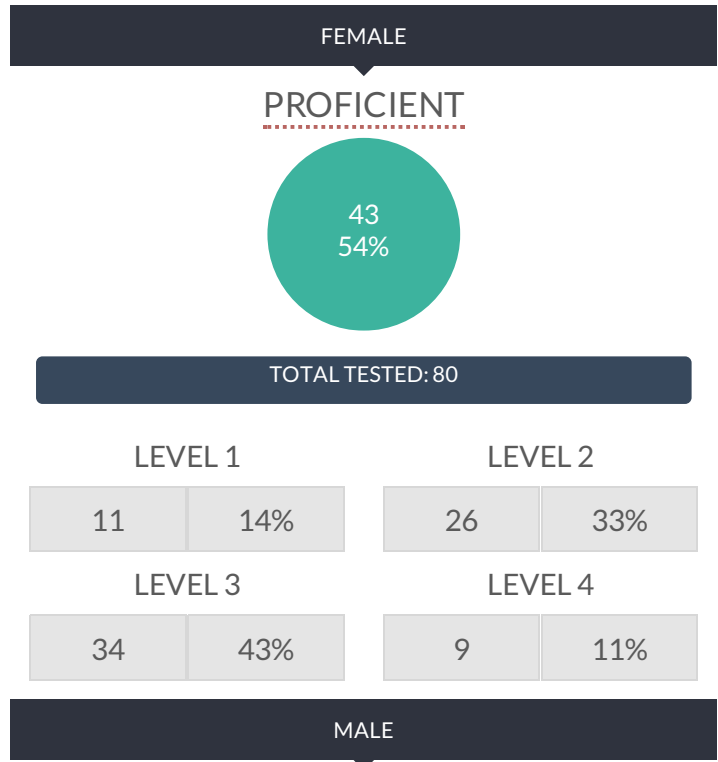 FEMALE
PROFICIENT
43
54%
TOTAL TESTED: 80
LEVEL 1 LEVEL 2
11 14% 26 33%
LEVEL 3 LEVEL 4
34 43% 9 11%
MALE